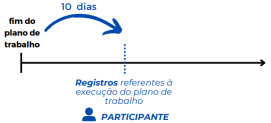 10 dias
fim do
plano de
trabalho
Registros referentes à
execução do plano de
trabalho
PARTICIPANTE